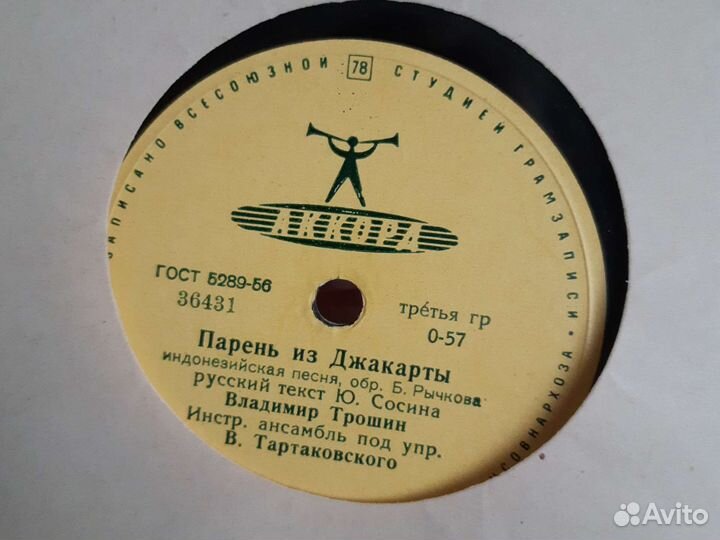 ЗАПИСАНО ВСЕСОЮЗНОЙ 78 СТУДИЕЙ ГРАМЗАПИСИ •
СОВНАРХОЗА •
АККОРД
ГОСТ 5289-56
36431
третья гр
0-57
Парень из Джакарты
индонезийская песня, обр. Б. Рычкова
русский текст Ю. Сосина
Владимир Трошин
Инстр. ансамбль под упр.
В. Тартаковского
Avito